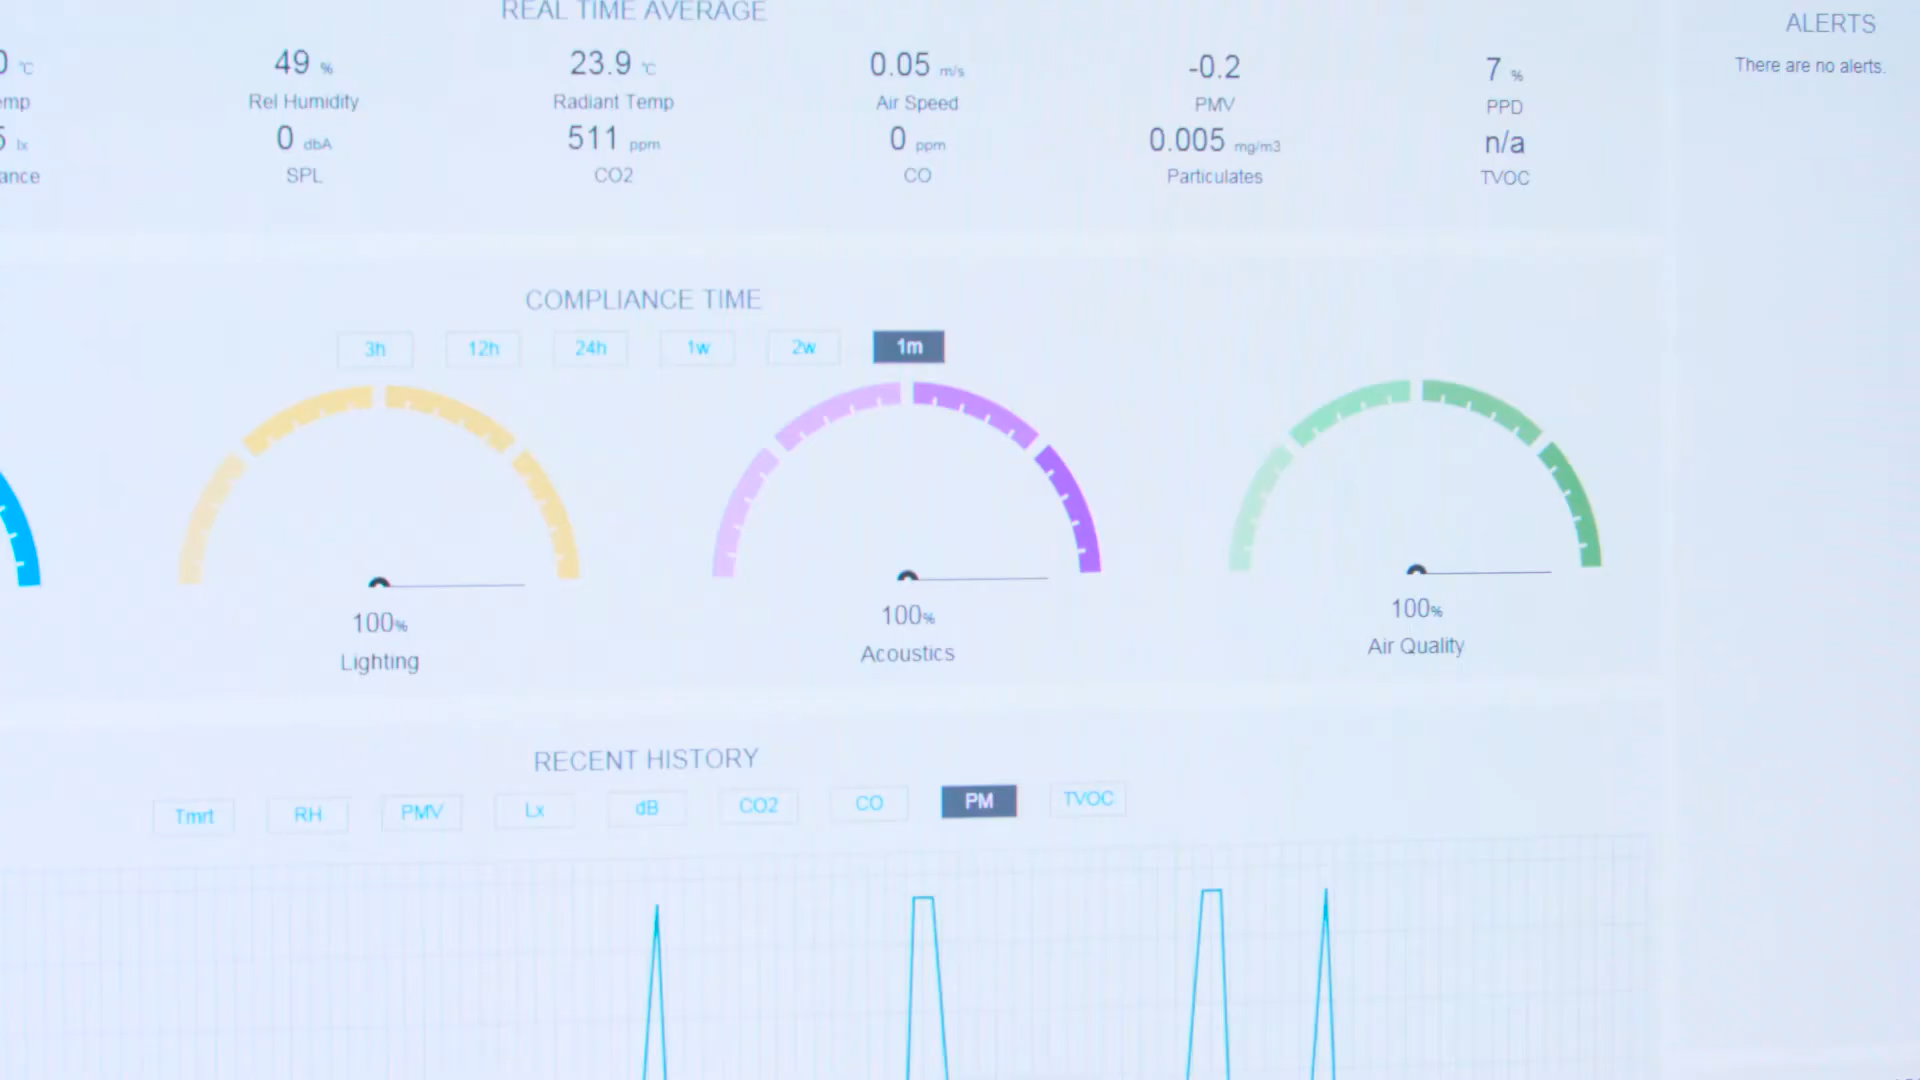 REAL TIME AVERAGE
ALERTS
There are no alerts.
°C 49 % 23.9 °C 0.05 m/s -0.2 7 %
Rel Humidity Radiant Temp Air Speed PMV PPD
lx 0 dbA 511 ppm 0 ppm 0.005 mg/m3 n/a
SPL CO2 CO Particulates TVOC
COMPLIANCE TIME
3h 12h 24h 1w 2w 1m
100% 100% 100%
Lighting Acoustics Air Quality
RECENT HISTORY
Tmrt RH PMV Lx dB CO2 CO PM TVOC